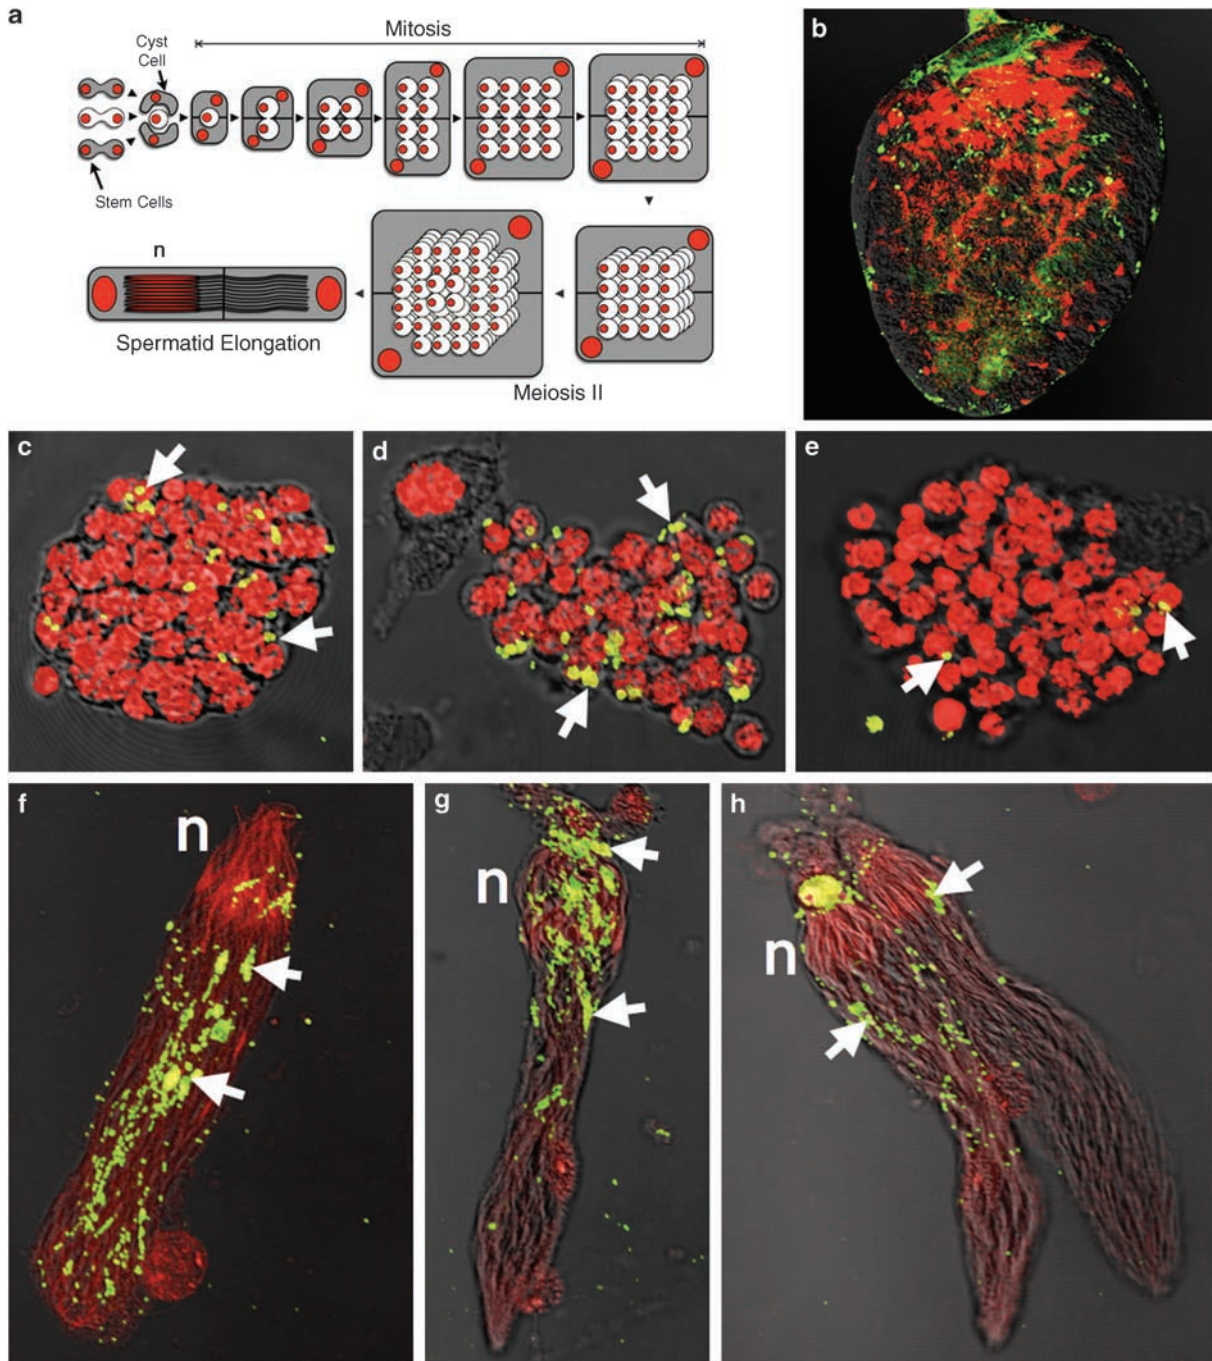 a
Mitosis
Cyst
Cell
Stem Cells
n
Spermatid Elongation
Meiosis II
b
c
d
e
f
n
g
n
h
n